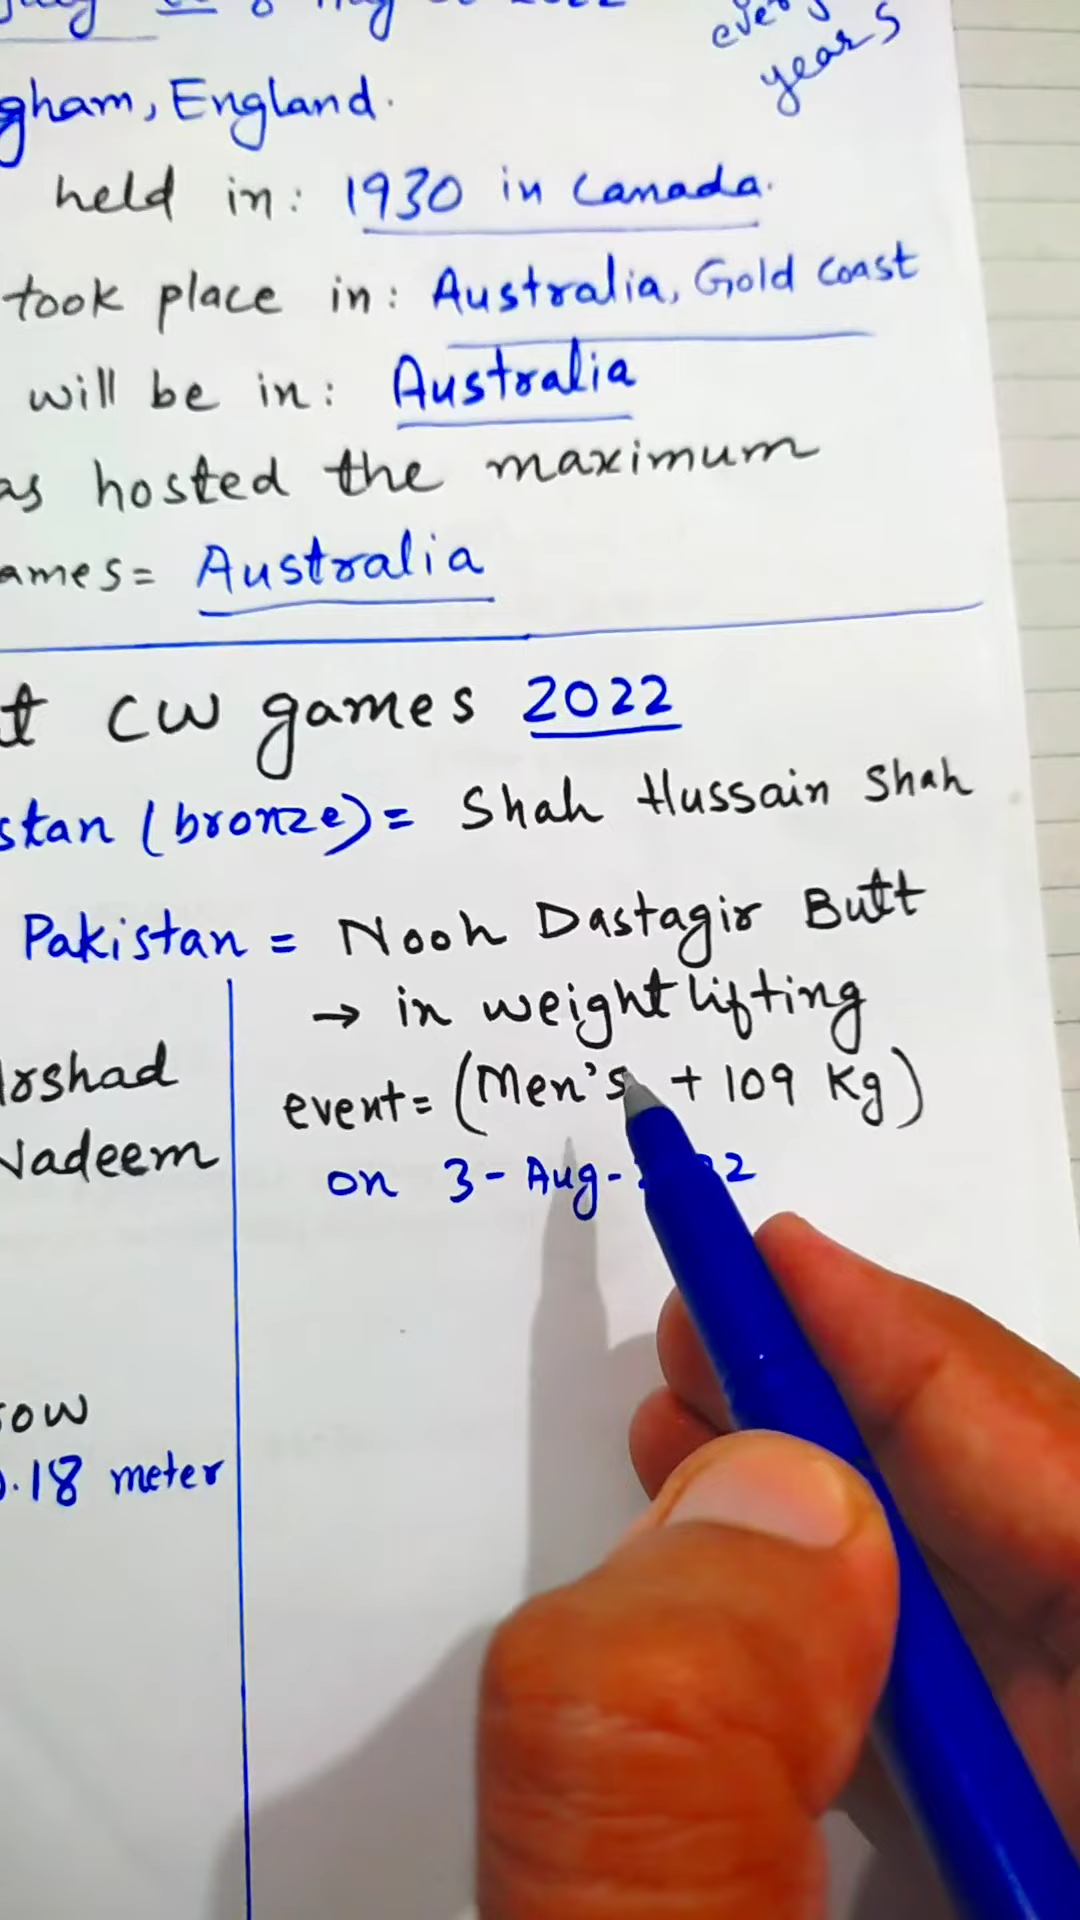 years
gham, England.
held in: 1930 in Canada.
took place in: Australia, Gold Coast
will be in: Australia
as hosted the maximum
ames= Australia
t CW games 2022
stan (bronze)= Shah Hussain Shah
Pakistan = Nooh Dastagir Butt
→ in weightlifting
event= (Men's +109 Kg)
on 3-Aug-
rshad
Nadeem
row
.18 meter